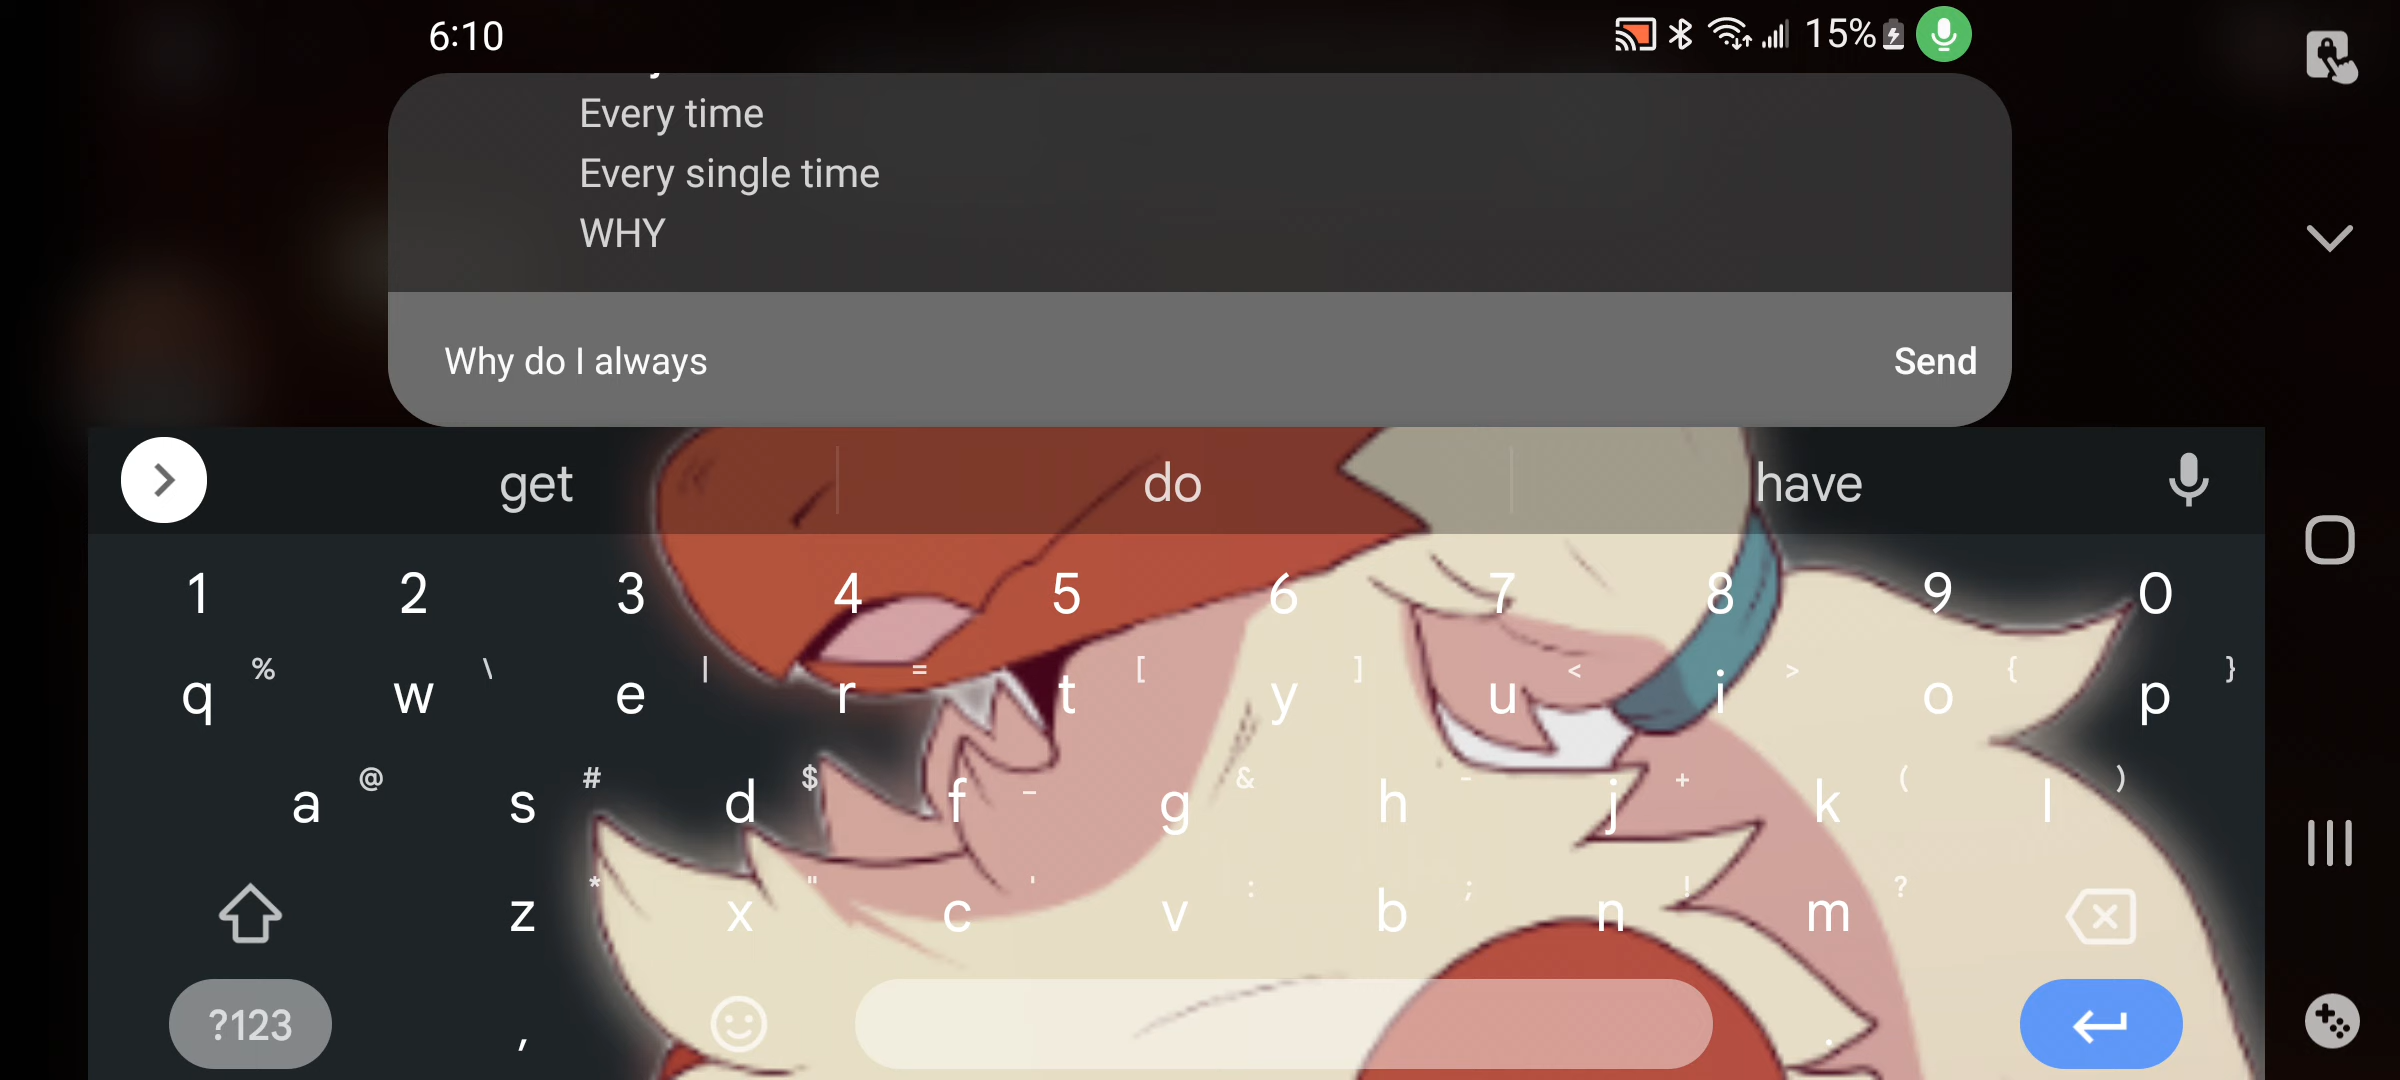 6:10
15%
Every time
Every single time
WHY
Why do I always
Send
get do have
1 2 3 4 5 6 7 8 9 0
q % w \ e | r = t [ y ] u < i > o { p }
a @ s # d $ f _ g & h - j + k ( l )
z * x " c ' v : b ; n ! m ?
?123 , .